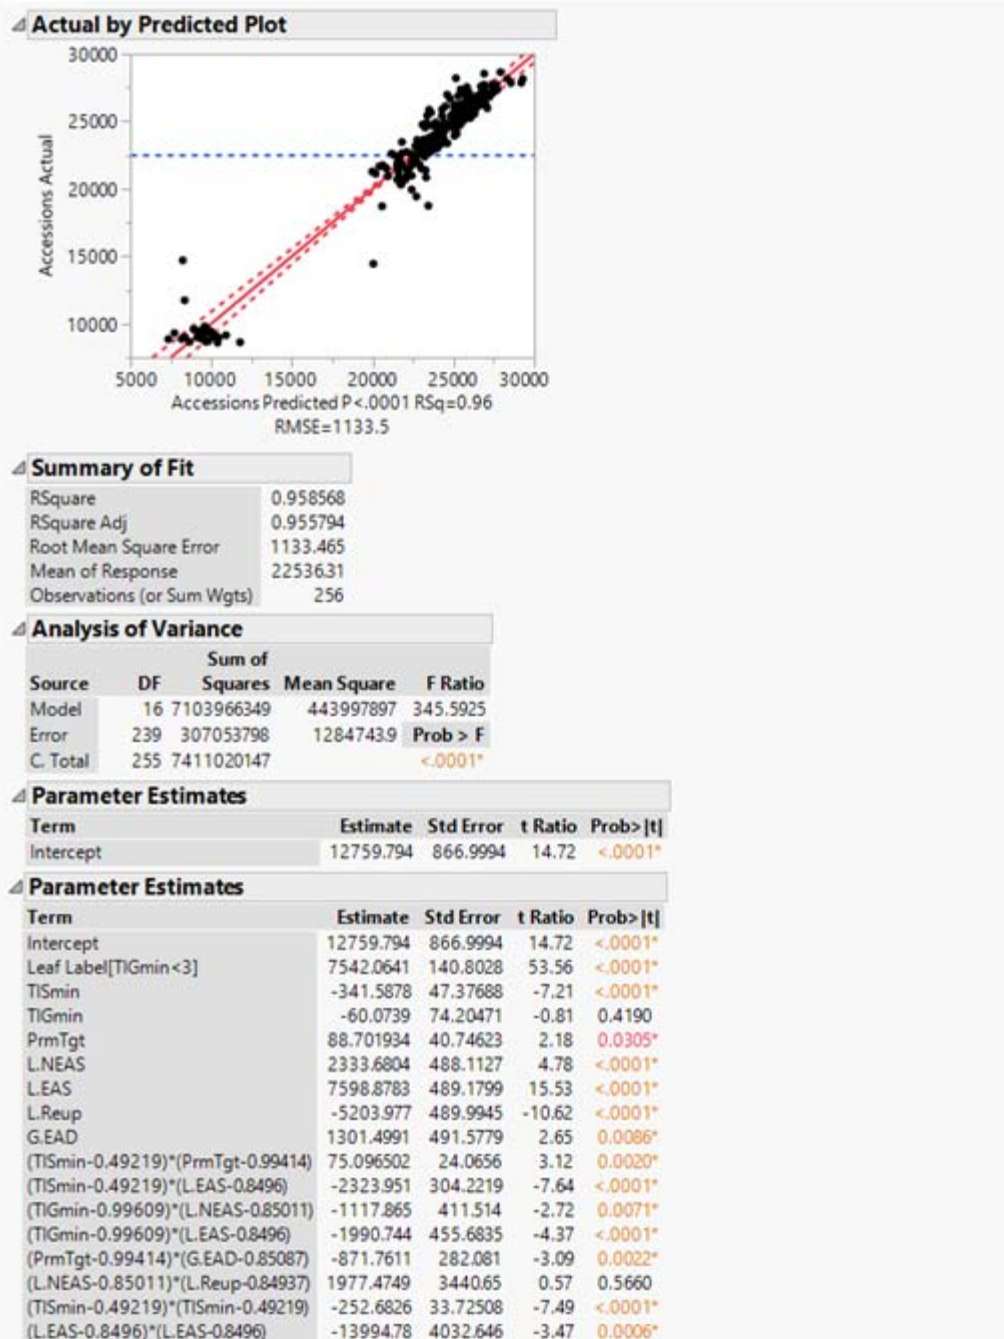 Actual by Predicted Plot
30000
25000
20000
15000
10000
Accessions Actual
5000 10000 15000 20000 25000 30000
Accessions Predicted P<.0001 RSq=0.96
RMSE=1133.5
Summary of Fit
RSquare 0.958568
RSquare Adj 0.955794
Root Mean Square Error 1133.465
Mean of Response 22536.31
Observations (or Sum Wgts) 256
Analysis of Variance
Sum of
Source DF Squares Mean Square F Ratio
Model 16 7103966349 443997897 345.5925
Error 239 307053798 1284743.9 Prob > F
C. Total 255 7411020147 <.0001*
Parameter Estimates
Term Estimate Std Error t Ratio Prob>|t|
Intercept 12759.794 866.9994 14.72 <.0001*
Parameter Estimates
Term Estimate Std Error t Ratio Prob>|t|
Intercept 12759.794 866.9994 14.72 <.0001*
Leaf Label[TIGmin<3] 7542.0641 140.8028 53.56 <.0001*
TISmin -341.5878 47.37688 -7.21 <.0001*
TIGmin -60.0739 74.20471 -0.81 0.4190
PrmTgt 88.701934 40.74623 2.18 0.0305*
L.NEAS 2333.6804 488.1127 4.78 <.0001*
L.EAS 7598.8783 489.1799 15.53 <.0001*
L.Reup -5203.977 489.9945 -10.62 <.0001*
G.EAD 1301.4991 491.5779 2.65 0.0086*
(TISmin-0.49219)*(PrmTgt-0.99414) 75.096502 24.0656 3.12 0.0020*
(TISmin-0.49219)*(L.EAS-0.8496) -2323.951 304.2219 -7.64 <.0001*
(TIGmin-0.99609)*(L.NEAS-0.85011) -1117.865 411.514 -2.72 0.0071*
(TIGmin-0.99609)*(L.EAS-0.8496) -1990.744 455.6835 -4.37 <.0001*
(PrmTgt-0.99414)*(G.EAD-0.85087) -871.7611 282.081 -3.09 0.0022*
(L.NEAS-0.85011)*(L.Reup-0.84937) 1977.4749 3440.65 0.57 0.5660
(TISmin-0.49219)*(TISmin-0.49219) -252.6826 33.72508 -7.49 <.0001*
(L.EAS-0.8496)*(L.EAS-0.8496) -13994.78 4032.646 -3.47 0.0006*